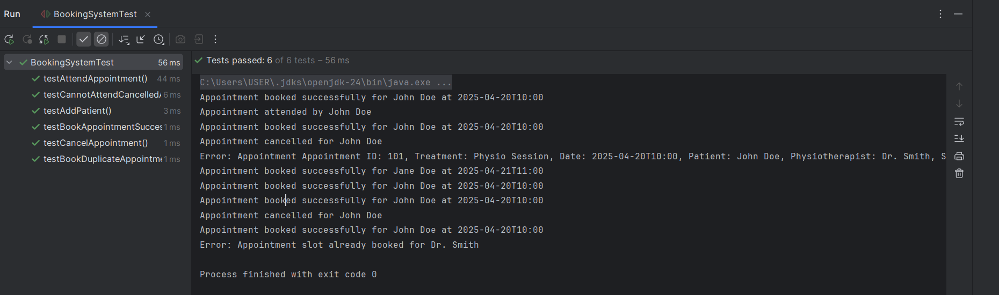 Run BookingSystemTest
BookingSystemTest 56 ms
testAttendAppointment() 44 ms
testCannotAttendCancelledA 6 ms
testAddPatient() 3 ms
testBookAppointmentSucces 1 ms
testCancelAppointment() 1 ms
testBookDuplicateAppointme 1 ms
Tests passed: 6 of 6 tests – 56 ms
C:\Users\USER\.jdks\openjdk-24\bin\java.exe ...
Appointment booked successfully for John Doe at 2025-04-20T10:00
Appointment attended by John Doe
Appointment booked successfully for John Doe at 2025-04-20T10:00
Appointment cancelled for John Doe
Error: Appointment Appointment ID: 101, Treatment: Physio Session, Date: 2025-04-20T10:00, Patient: John Doe, Physiotherapist: Dr. Smith, S
Appointment booked successfully for Jane Doe at 2025-04-21T11:00
Appointment booked successfully for John Doe at 2025-04-20T10:00
Appointment booked successfully for John Doe at 2025-04-20T10:00
Appointment cancelled for John Doe
Appointment booked successfully for John Doe at 2025-04-20T10:00
Error: Appointment slot already booked for Dr. Smith
Process finished with exit code 0